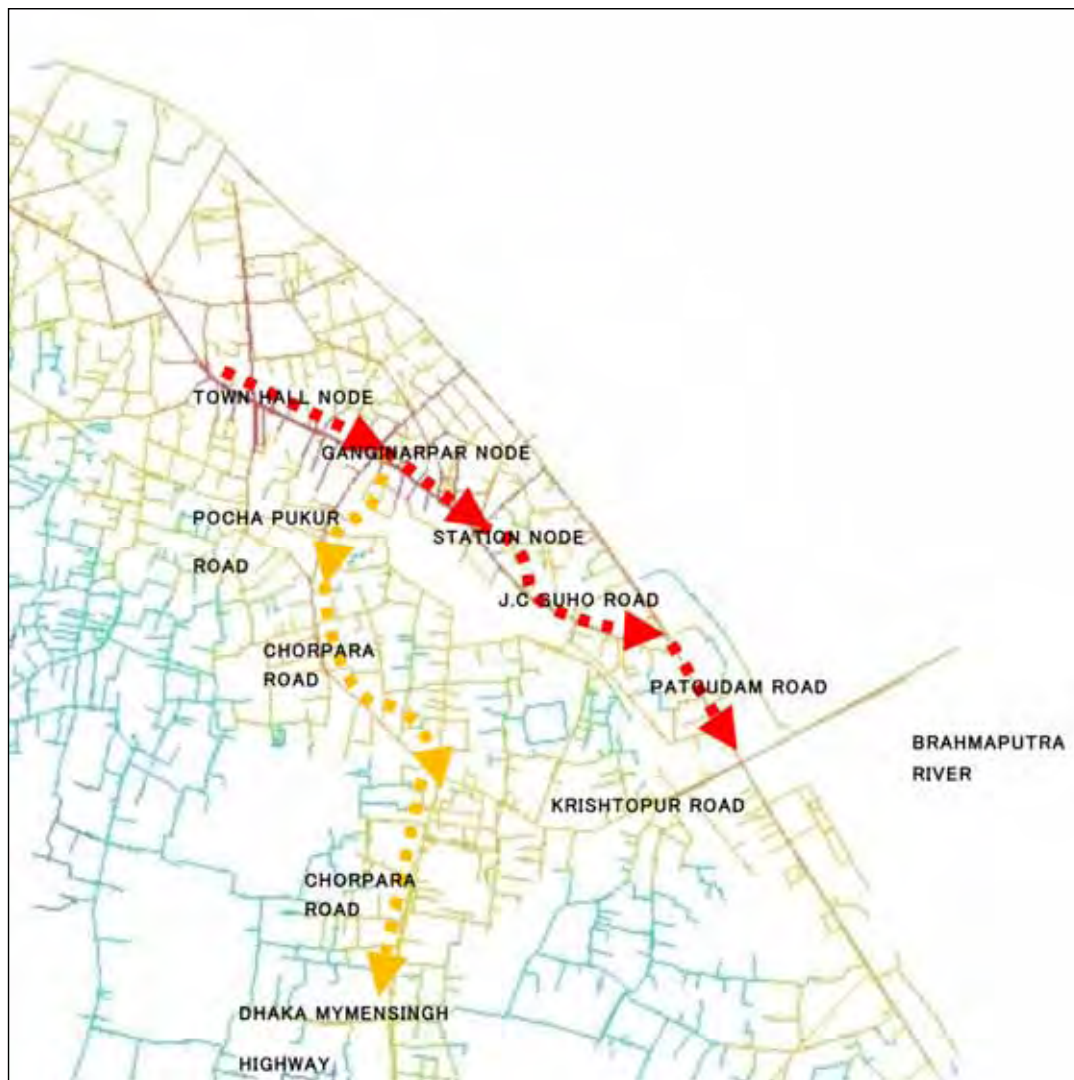 TOWN HALL NODE
GANGINARPAR NODE
POCHA PUKUR
ROAD
STATION NODE
J.C SUHO ROAD
CHORPARA
ROAD
PATGUDAM ROAD
BRAHMAPUTRA
RIVER
KRISHTOPUR ROAD
CHORPARA
ROAD
DHAKA MYMENSINGH
HIGHWAY